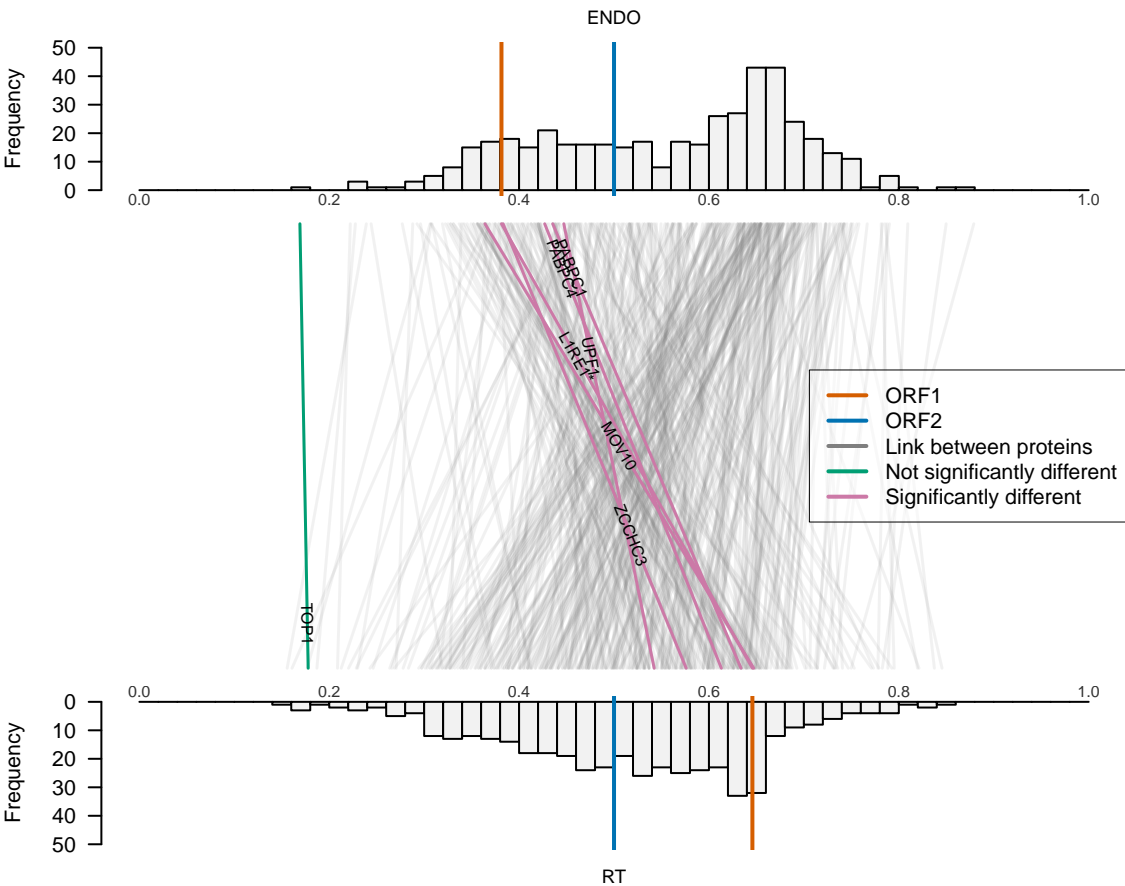 ENDO
Frequency
50
40
30
20
10
0
0.0 0.2 0.4 0.6 0.8 1.0
PABPC1
PABPC4
UPF1
L1RE1*
MOV10
ZCCHC3
TOP1
ORF1
ORF2
Link between proteins
Not significantly different
Significantly different
0.0 0.2 0.4 0.6 0.8 1.0
Frequency
0
10
20
30
40
50
RT